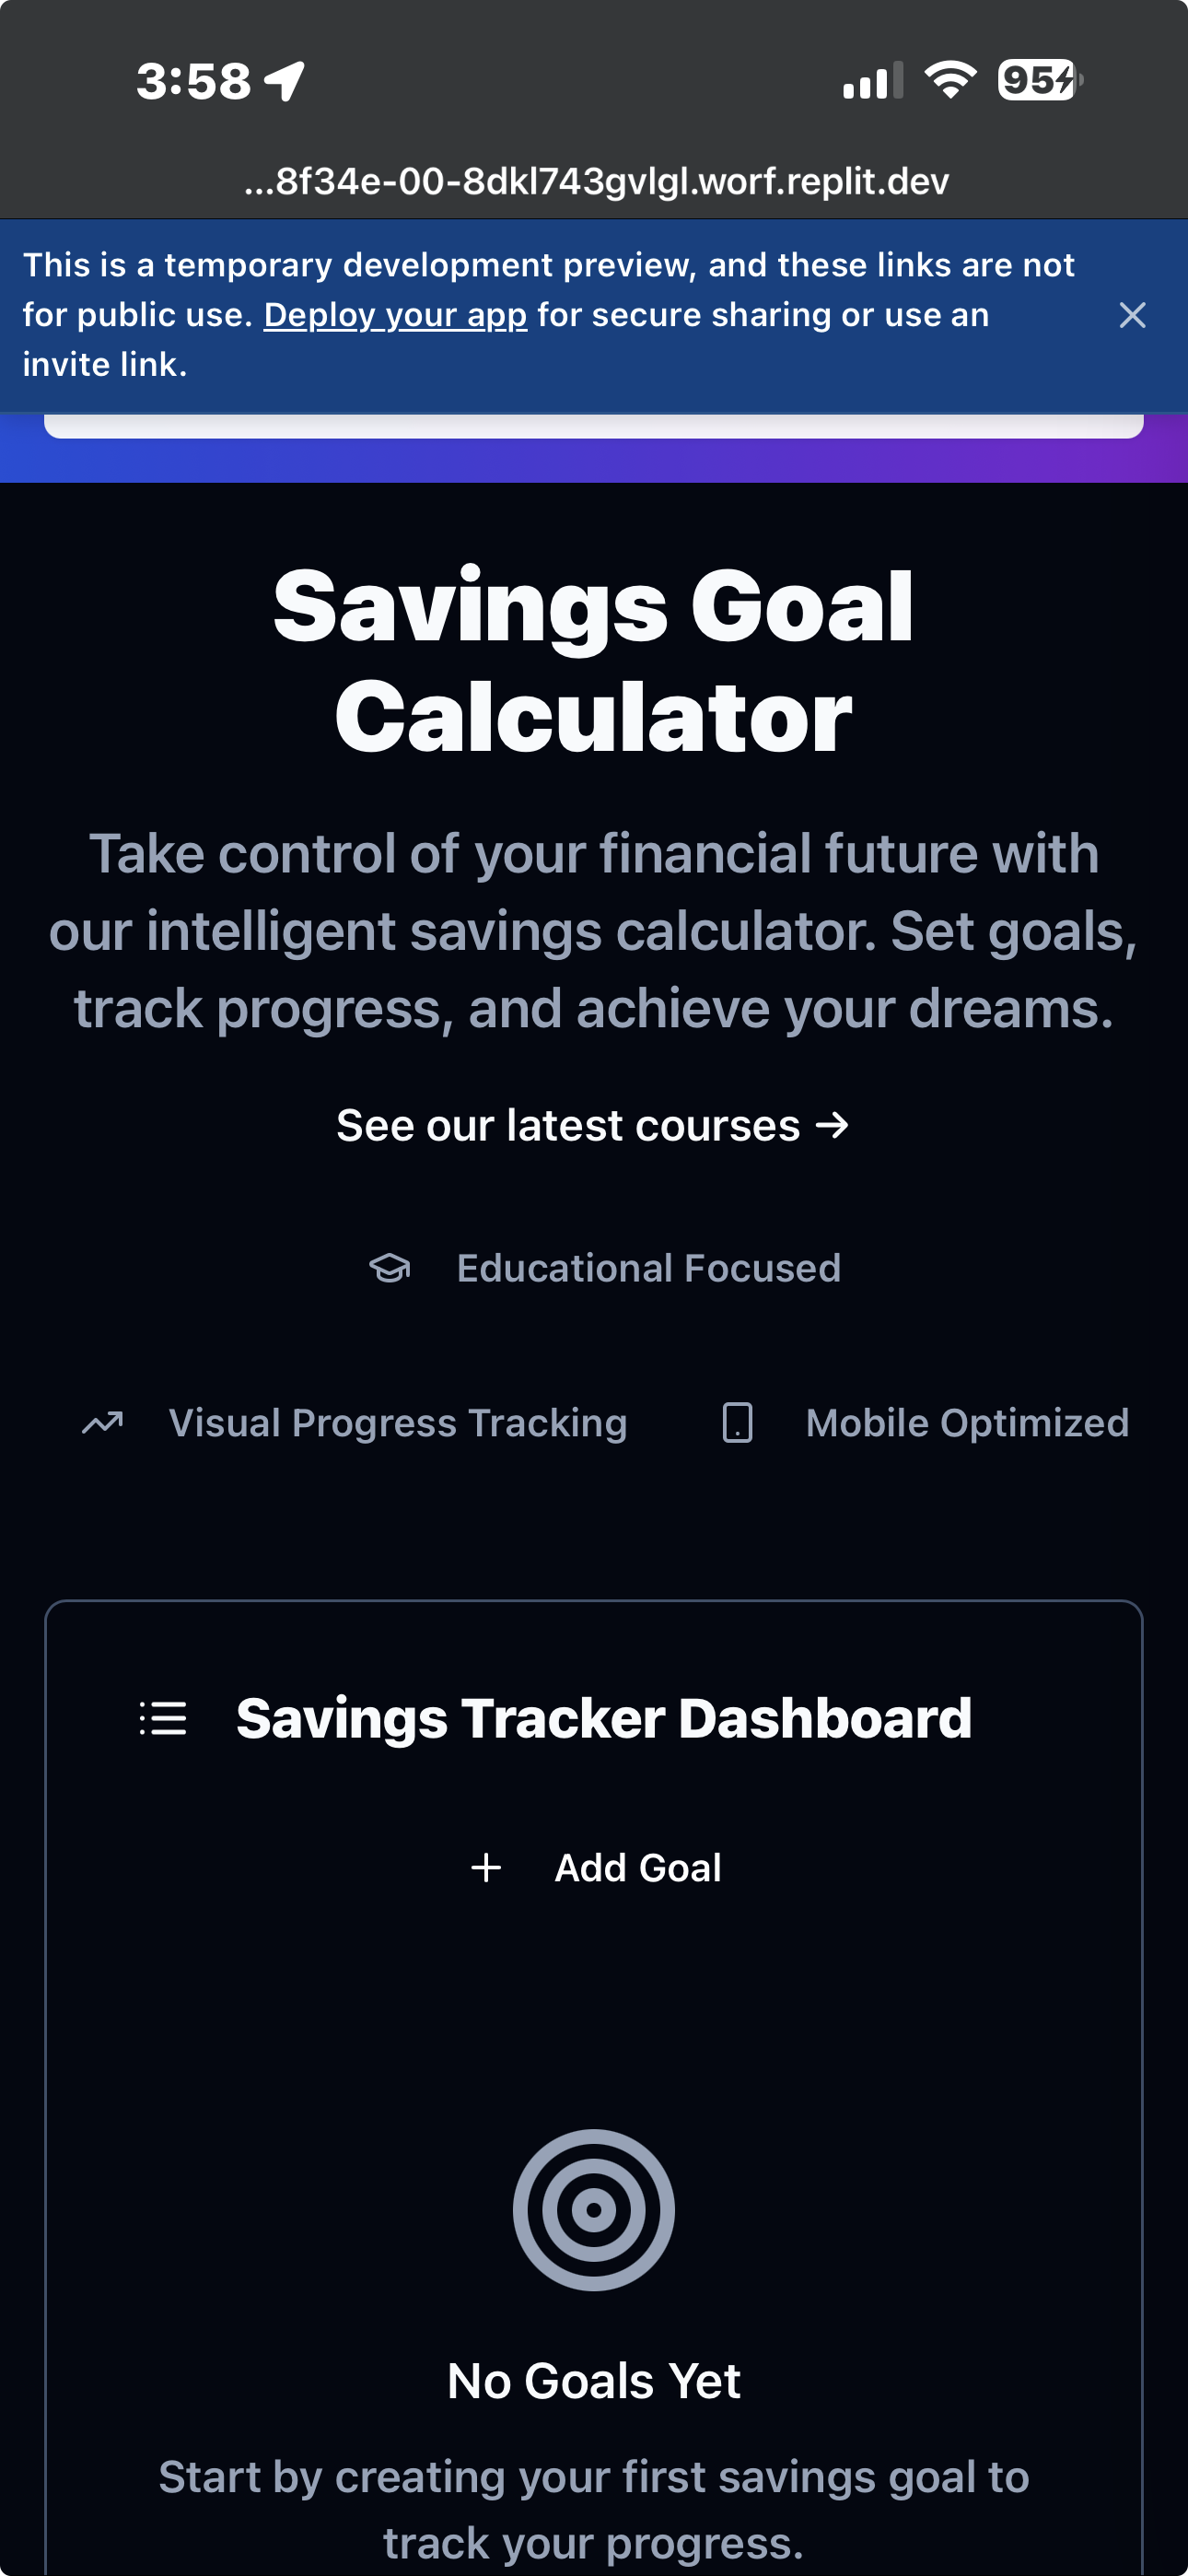 3:58
95
...8f34e-00-8dkl743gvlgl.worf.replit.dev
This is a temporary development preview, and these links are not
for public use. Deploy your app for secure sharing or use an
invite link.
Savings Goal
Calculator
Take control of your financial future with
our intelligent savings calculator. Set goals,
track progress, and achieve your dreams.
See our latest courses →
Educational Focused
Visual Progress Tracking
Mobile Optimized
Savings Tracker Dashboard
+ Add Goal
No Goals Yet
Start by creating your first savings goal to
track your progress.